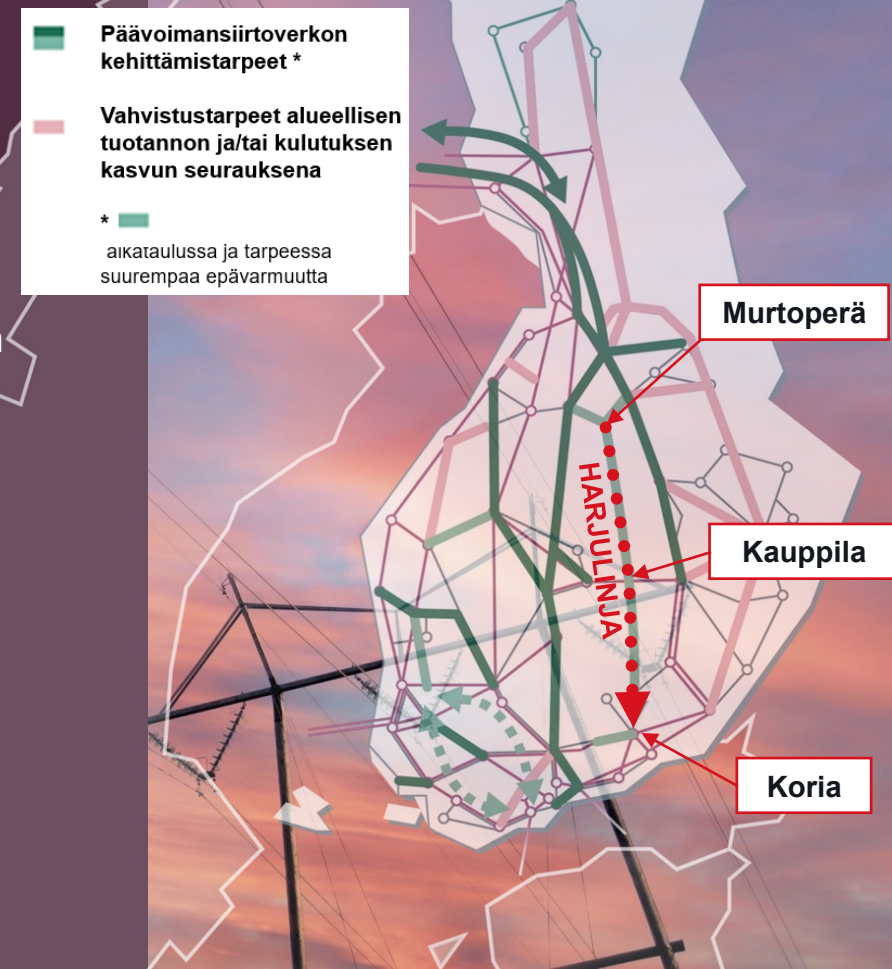 Päävoimansiirtoverkon
kehittämistarpeet *
Vahvistustarpeet alueellisen
tuotannon ja/tai kulutuksen
kasvun seurauksena
*
aikataulussa ja tarpeessa
suurempaa epävarmuutta
Murtoperä
HARJULINJA
Kauppila
Koria